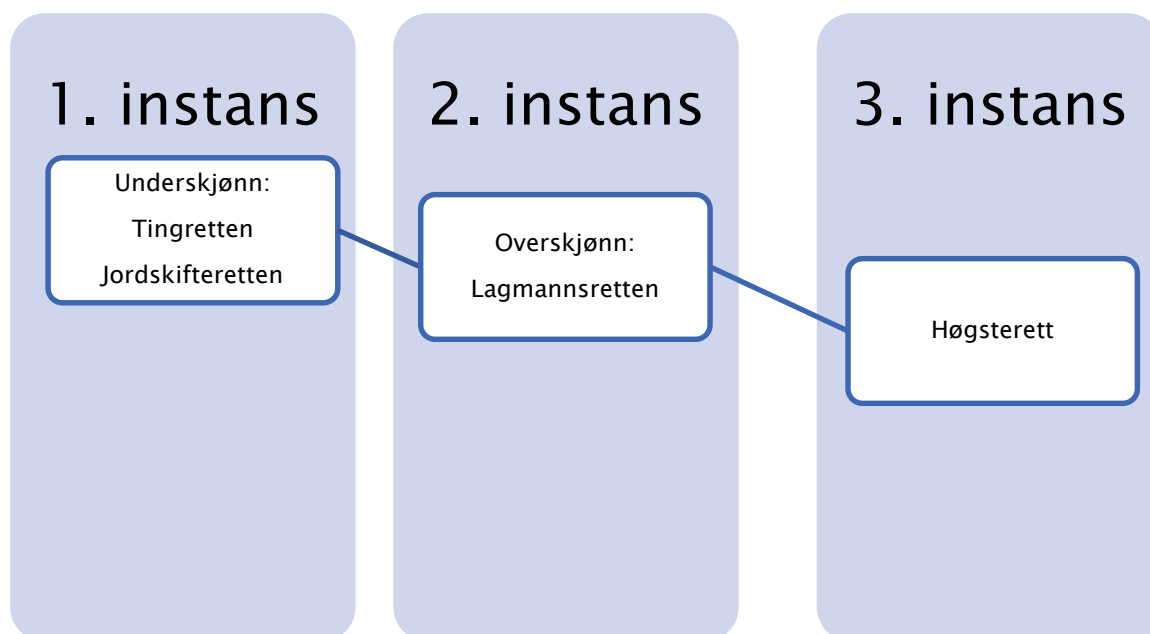 1. instans
Underskjønn:
Tingretten
Jordskifteretten
2. instans
Overskjønn:
Lagmannsretten
3. instans
Høgsterett